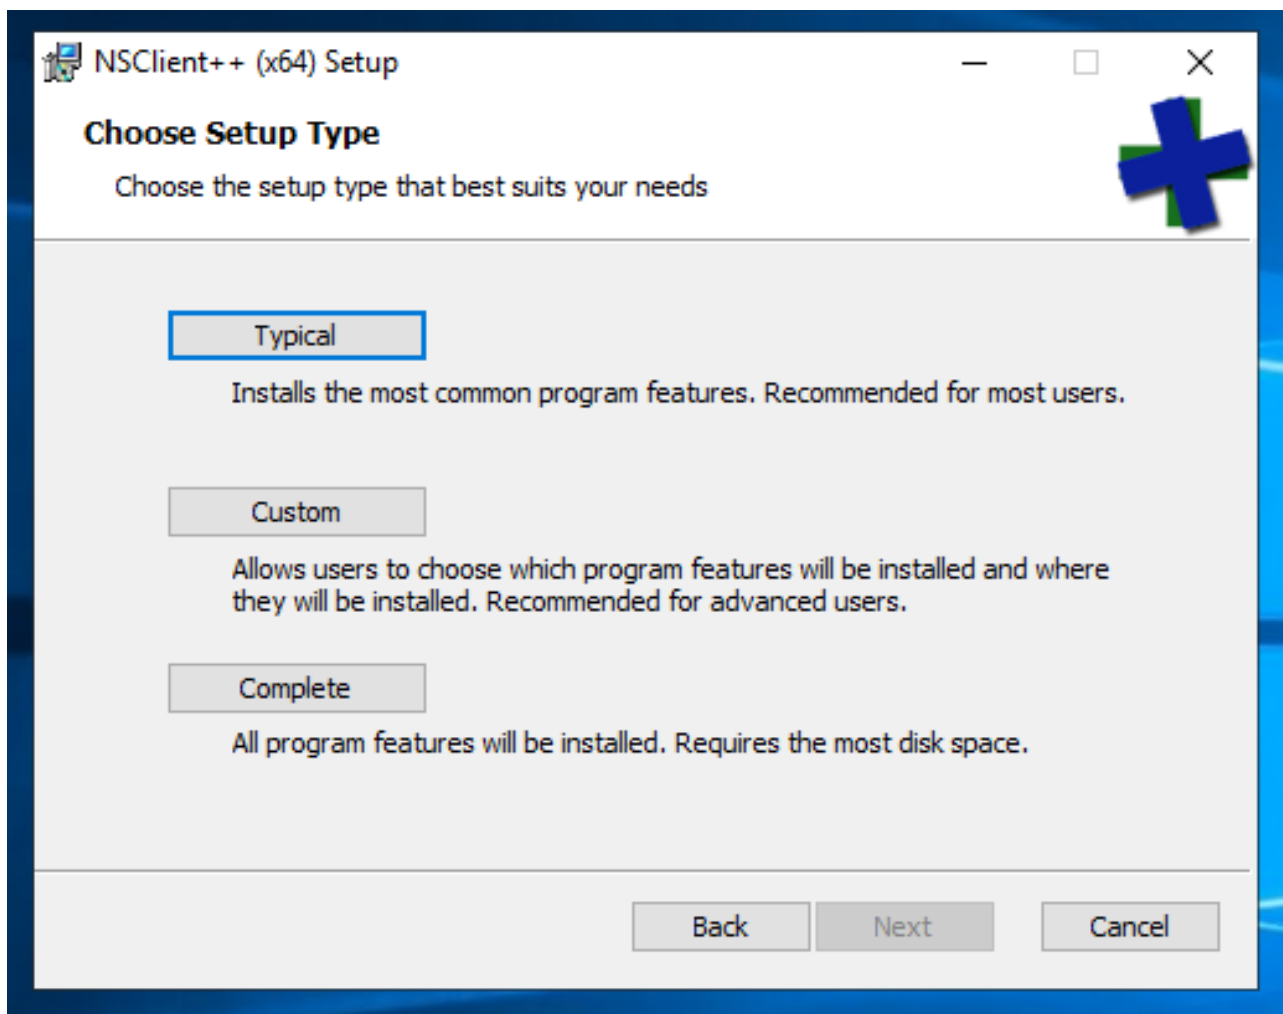 NSClient++ (x64) Setup
Choose Setup Type
Choose the setup type that best suits your needs
Typical
Installs the most common program features. Recommended for most users.
Custom
Allows users to choose which program features will be installed and where
they will be installed. Recommended for advanced users.
Complete
All program features will be installed. Requires the most disk space.
Back
Next
Cancel